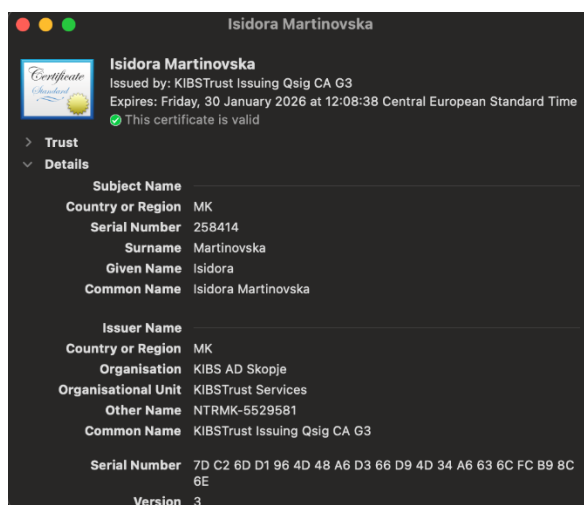 Isidora Martinovska
Certificate
Standard
Isidora Martinovska
Issued by: KIBSTrust Issuing Qsig CA G3
Expires: Friday, 30 January 2026 at 12:08:38 Central European Standard Time
This certificate is valid
Trust
Details
Subject Name
Country or Region MK
Serial Number 258414
Surname Martinovska
Given Name Isidora
Common Name Isidora Martinovska
Issuer Name
Country or Region MK
Organisation KIBS AD Skopje
Organisational Unit KIBSTrust Services
Other Name NTRMK-5529581
Common Name KIBSTrust Issuing Qsig CA G3
Serial Number 7D C2 6D D1 96 4D 48 A6 D3 66 D9 4D 34 A6 63 6C FC B9 8C
6E
Version 3